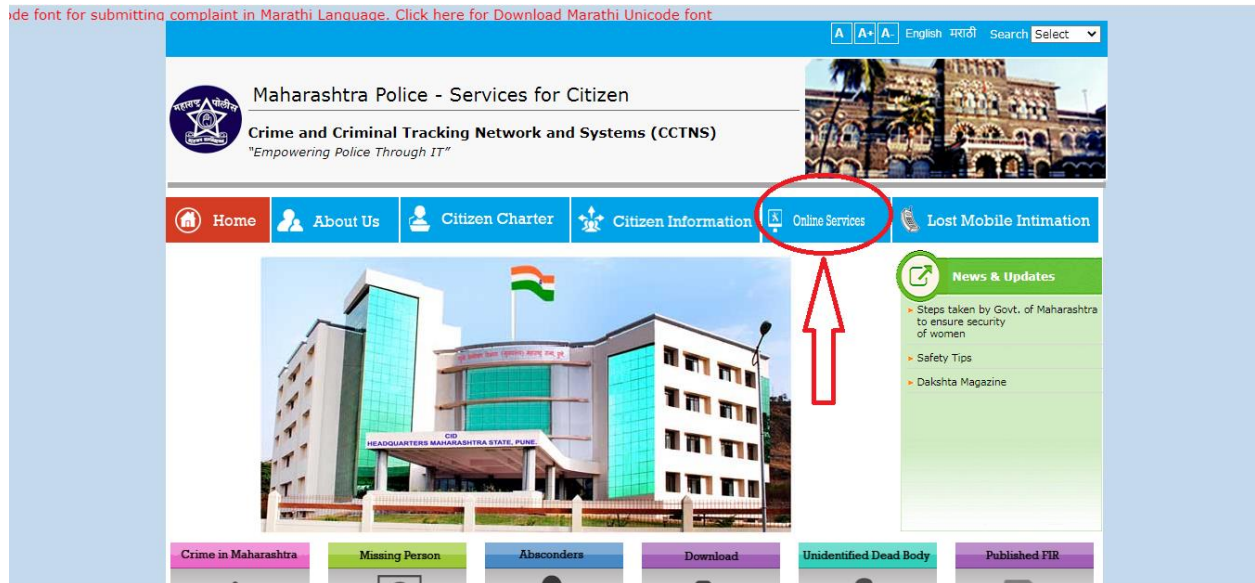 de font for submitting complaint in Marathi Language. Click here for Download Marathi Unicode font
A A+ A- English मराठी Search Select
महाराष्ट्र पोलीस
Maharashtra Police - Services for Citizen
Crime and Criminal Tracking Network and Systems (CCTNS)
"Empowering Police Through IT"
Home About Us Citizen Charter Citizen Information Online Services Lost Mobile Intimation
News & Updates
Steps taken by Govt. of Maharashtra
to ensure security
of women
Safety Tips
Dakshta Magazine
CID
HEADQUARTERS MAHARASHTRA STATE, PUNE.
Crime in Maharashtra Missing Person Absconders Download Unidentified Dead Body Published FIR